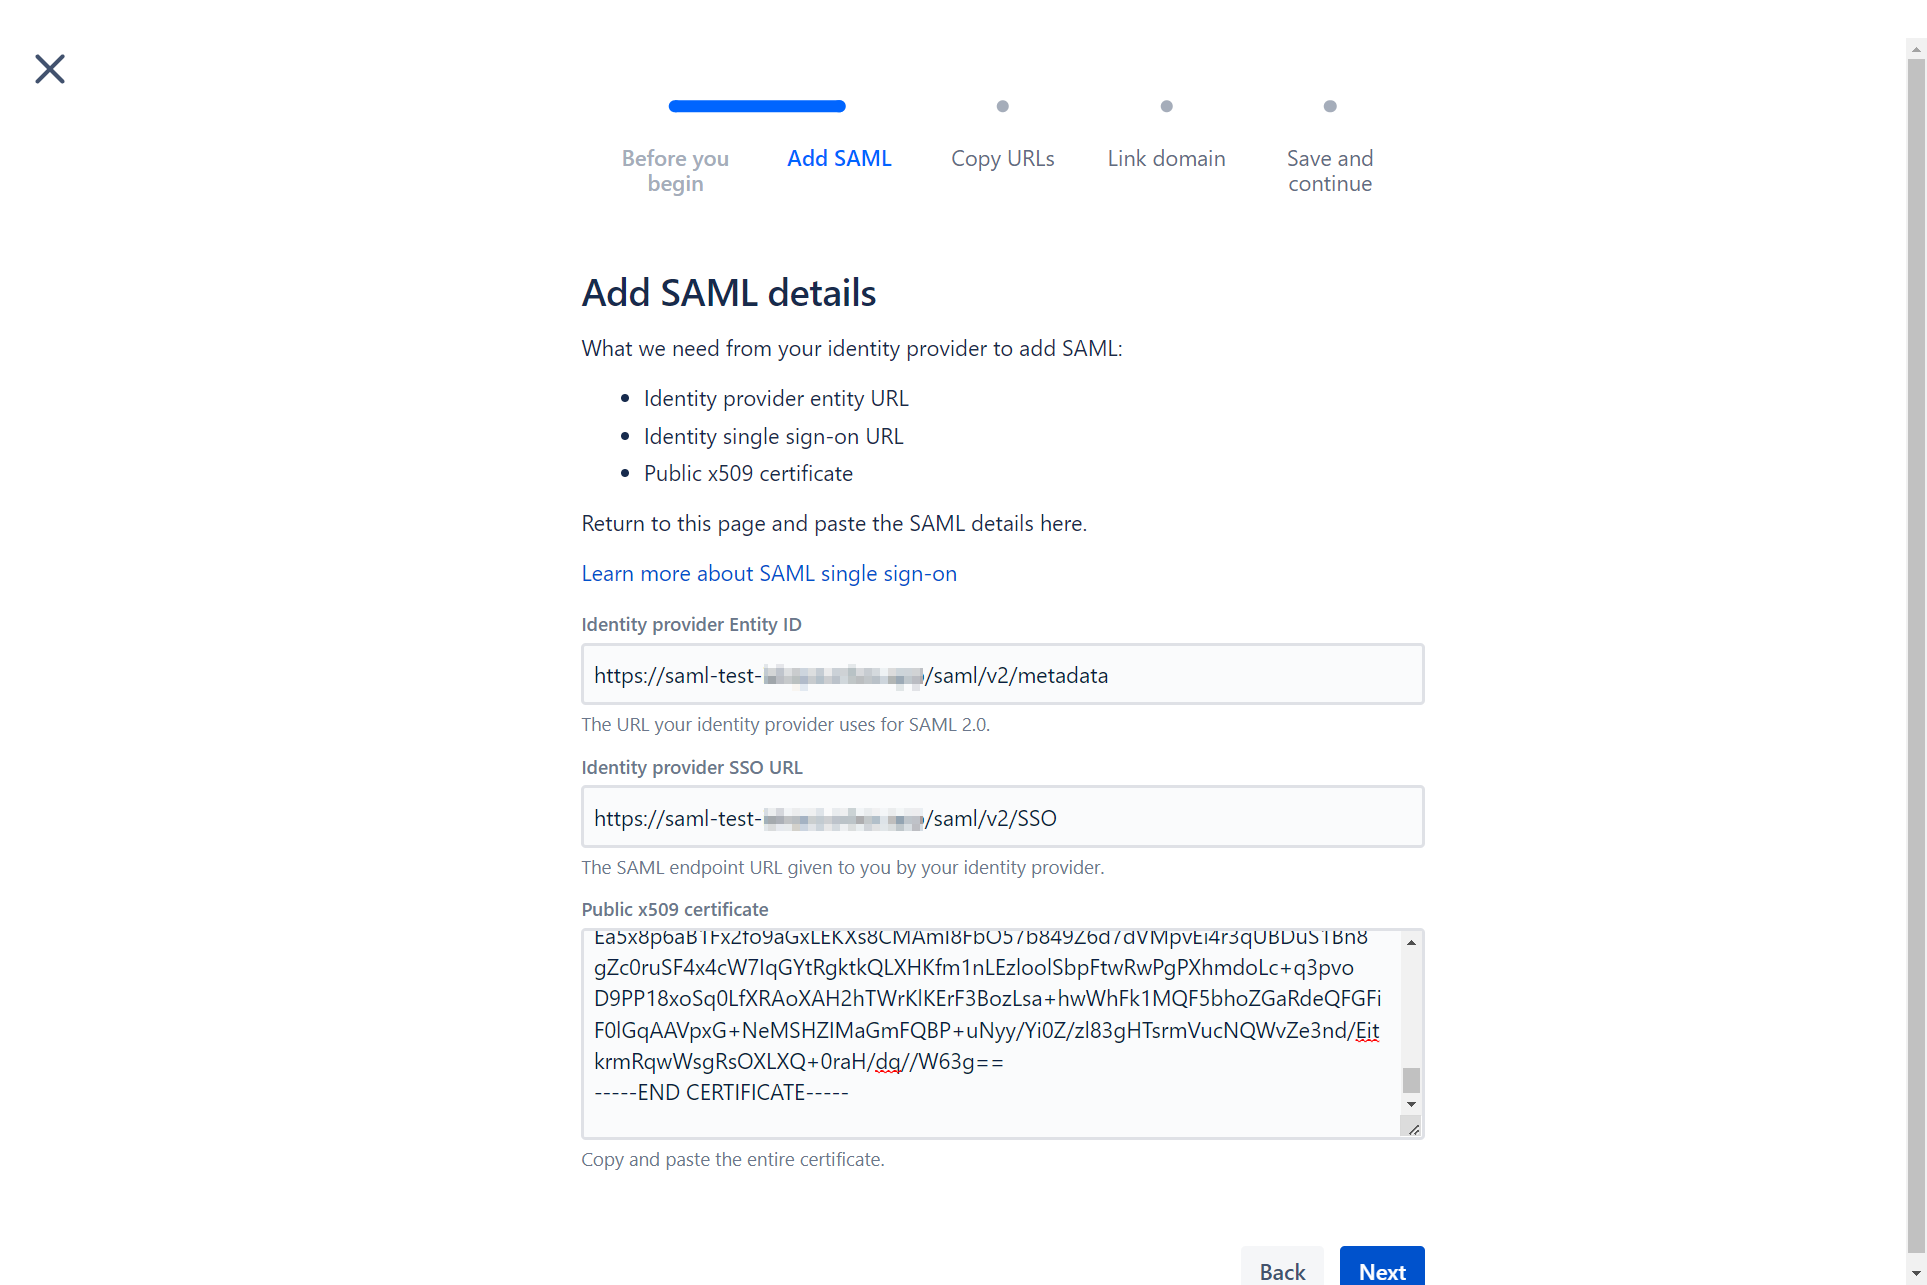 Before you begin
Add SAML
Copy URLs
Link domain
Save and continue
Add SAML details
What we need from your identity provider to add SAML:
• Identity provider entity URL
• Identity single sign-on URL
• Public x509 certificate
Return to this page and paste the SAML details here.
Learn more about SAML single sign-on
Identity provider Entity ID
https://saml-test- /saml/v2/metadata
The URL your identity provider uses for SAML 2.0.
Identity provider SSO URL
https://saml-test- /saml/v2/SSO
The SAML endpoint URL given to you by your identity provider.
Public x509 certificate
gZc0ruSF4x4cW7IqGYtRgktkQLXHKfm1nLEzloolSbpFtwRwPgPXhmdoLc+q3pvo
D9PP18xoSq0LfXRAoXAH2hTWrKlKErF3BozLsa+hwWhFk1MQF5bhoZGaRdeQFGFi
F0lGqAAVpxG+NeMSHZIMaGmFQBP+uNyy/Yi0Z/zl83gHTsrmVucNQWvZe3nd/Eit
krmRqwWsgRsOXLXQ+0raH/dq//W63g==
-----END CERTIFICATE-----
Copy and paste the entire certificate.
Back
Next